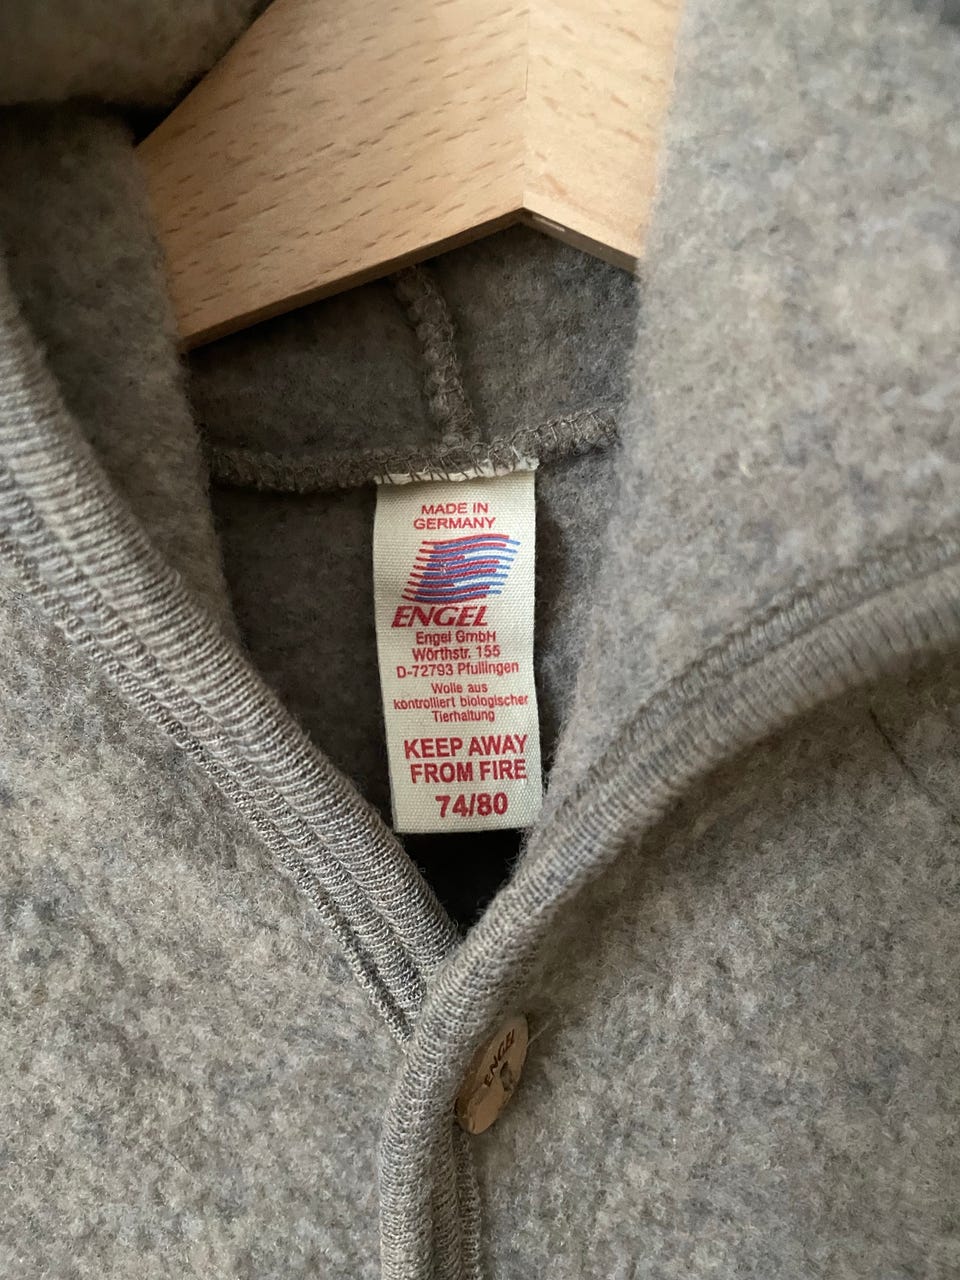 MADE IN
GERMANY
ENGEL
Engel GmbH
Wörthstr. 155
D-72793 Pfullingen
Wolle aus
kontrolliert biologischer
Tierhaltung
KEEP AWAY
FROM FIRE
74/80
ENGEL